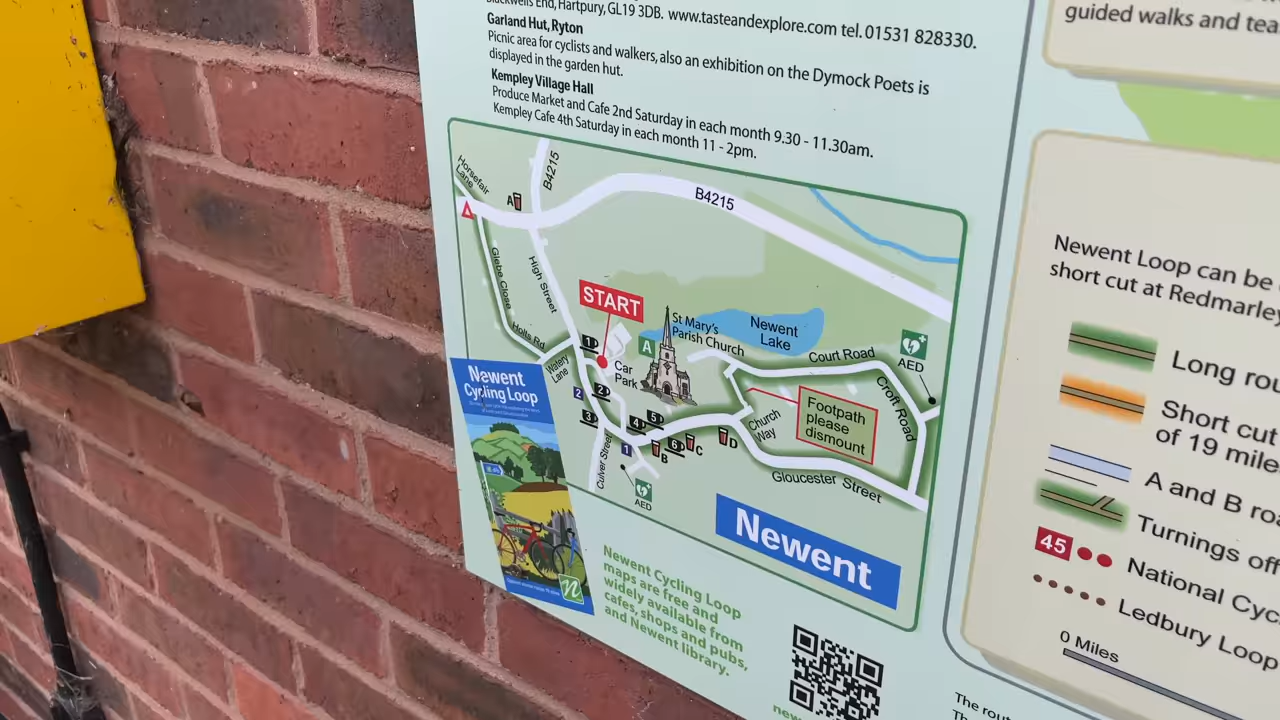 Blackwells End, Hartpury, GL19 3DB. www.tasteandexplore.com tel. 01531 828330.
Garland Hut, Ryton
Picnic area for cyclists and walkers, also an exhibition on the Dymock Poets is
displayed in the garden hut.
Kempley Village Hall
Produce Market and Cafe 2nd Saturday in each month 9.30 - 11.30am.
Kempley Cafe 4th Saturday in each month 11 - 2pm.
Horsefair
Lane
A
B4215
B4215
Glebe Close
High Street
START
Holts Rd
Watery
Lane
1
A
St Mary's
Parish Church
Newent
Lake
Car
Park
Court Road
AED
Croft Road
2
2
3
4
5
6
1
B
C
D
Church
Way
Footpath
please
dismount
Culver Street
AED
Gloucester Street
Newent
Newent
Cycling Loop
n
Newent Cycling Loop
maps are free and
widely available from
cafes, shops and pubs,
and Newent library.
new
guided walks and tea
Newent Loop can be
short cut at Redmarley
Long rou
Short cut
of 19 mile
A and B ro
Turnings off
45
National Cyc
Ledbury Loop
0 Miles
The rout